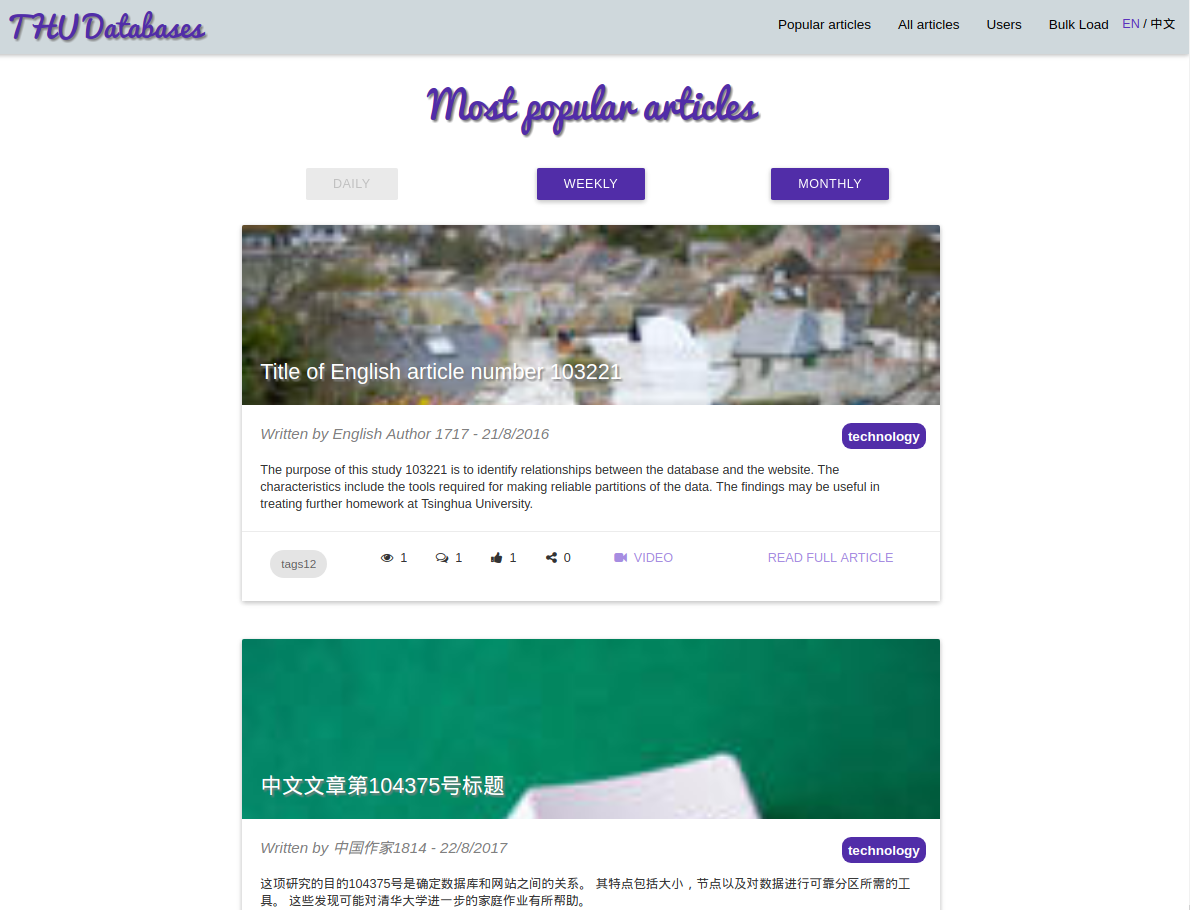 THU Databases
Popular articles All articles Users Bulk Load EN / 中文
Most popular articles
DAILY WEEKLY MONTHLY
Title of English article number 103221
Written by English Author 1717 - 21/8/2016 technology
The purpose of this study 103221 is to identify relationships between the database and the website. The
characteristics include the tools required for making reliable partitions of the data. The findings may be useful in
treating further homework at Tsinghua University.
tags12 1 1 1 0 VIDEO READ FULL ARTICLE
中文文章第104375号标题
Written by 中国作家1814 - 22/8/2017 technology
这项研究的目的104375号是确定数据库和网站之间的关系。 其特点包括大小，节点以及对数据进行可靠分区所需的工
具。 这些发现可能对清华大学进一步的家庭作业有所帮助。